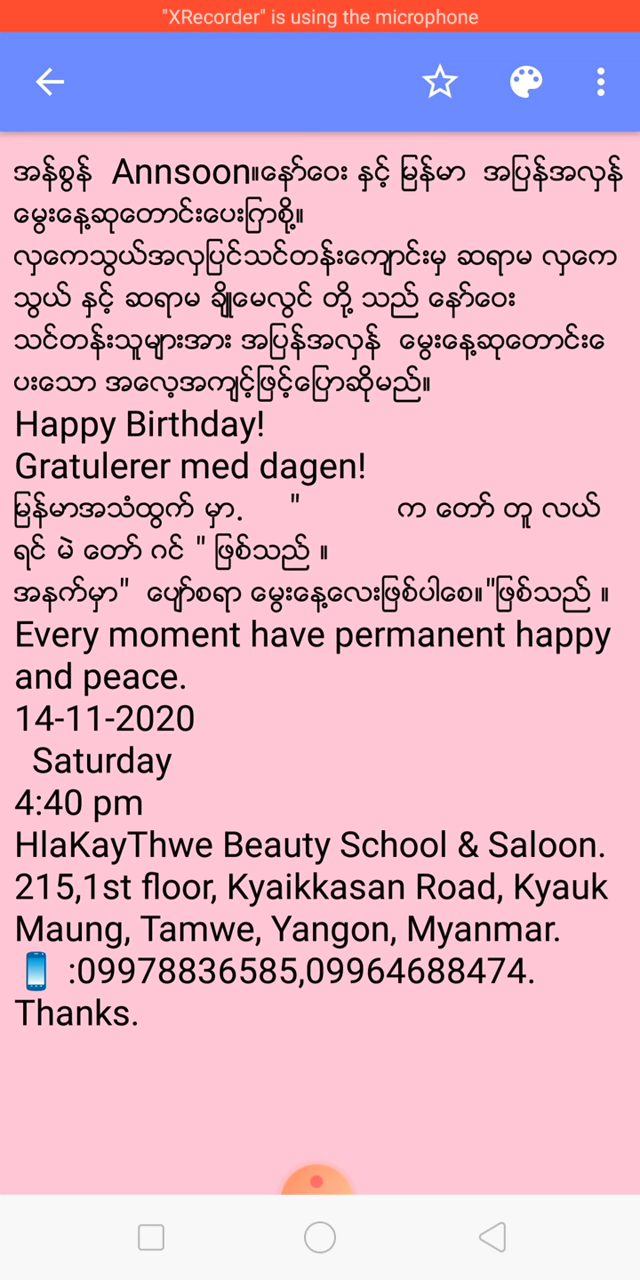 "XRecorder" is using the microphone
အန်စွန် Annsoon။နော်ဝေး နှင့် မြန်မာ အပြန်အလှန်
မွေးနေ့ဆုတောင်းပေးကြစို့။
လှကေသွယ်အလှပြင်သင်တန်းကျောင်းမှ ဆရာမ လှကေ
သွယ် နှင့် ဆရာမ ချိုမေလွင် တို့ သည် နော်ဝေး
သင်တန်းသူများအား အပြန်အလှန် မွေးနေ့ဆုတောင်းေ
ပးသော အလေ့အကျင့်ဖြင့်ပြောဆိုမည်။
Happy Birthday!
Gratulerer med dagen!
မြန်မာအသံထွက် မှာ. " က တော် တူ လယ်
ရင် မဲ တော် ဂင် " ဖြစ်သည် ။
အနက်မှာ" ပျော်စရာ မွေးနေ့လေးဖြစ်ပါစေ။"ဖြစ်သည် ။
Every moment have permanent happy
and peace.
14-11-2020
Saturday
4:40 pm
HlaKayThwe Beauty School & Saloon.
215,1st floor, Kyaikkasan Road, Kyauk
Maung, Tamwe, Yangon, Myanmar.
📱 :09978836585,09964688474.
Thanks.